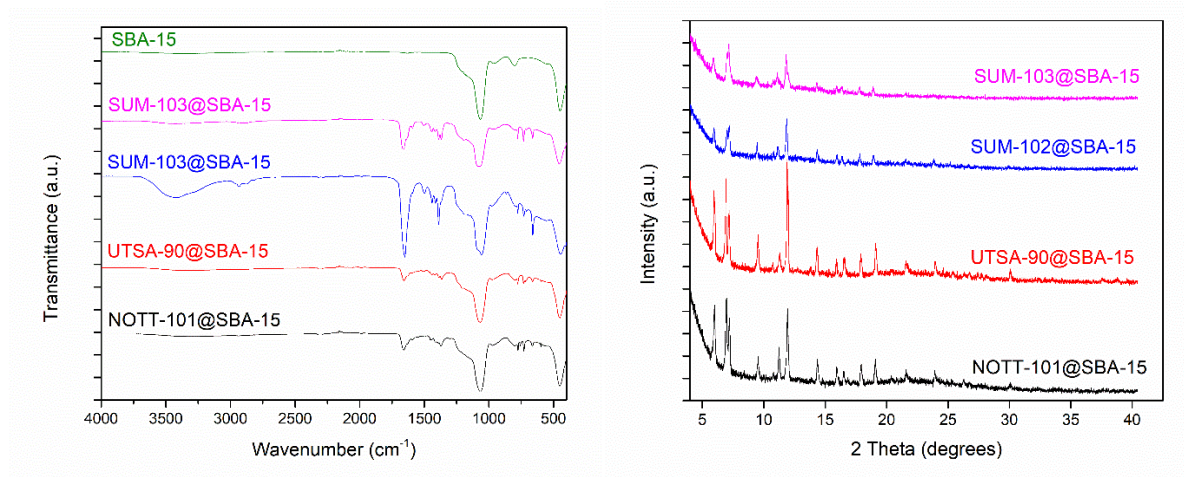 SBA-15
SUM-103@SBA-15
SUM-103@SBA-15
UTSA-90@SBA-15
NOTT-101@SBA-15
Transmittance (a.u.)
4000 3500 3000 2500 2000 1500 1000 500
Wavenumber (cm⁻¹)
SUM-103@SBA-15
SUM-102@SBA-15
UTSA-90@SBA-15
NOTT-101@SBA-15
Intensity (a.u.)
5 10 15 20 25 30 35 40
2 Theta (degrees)